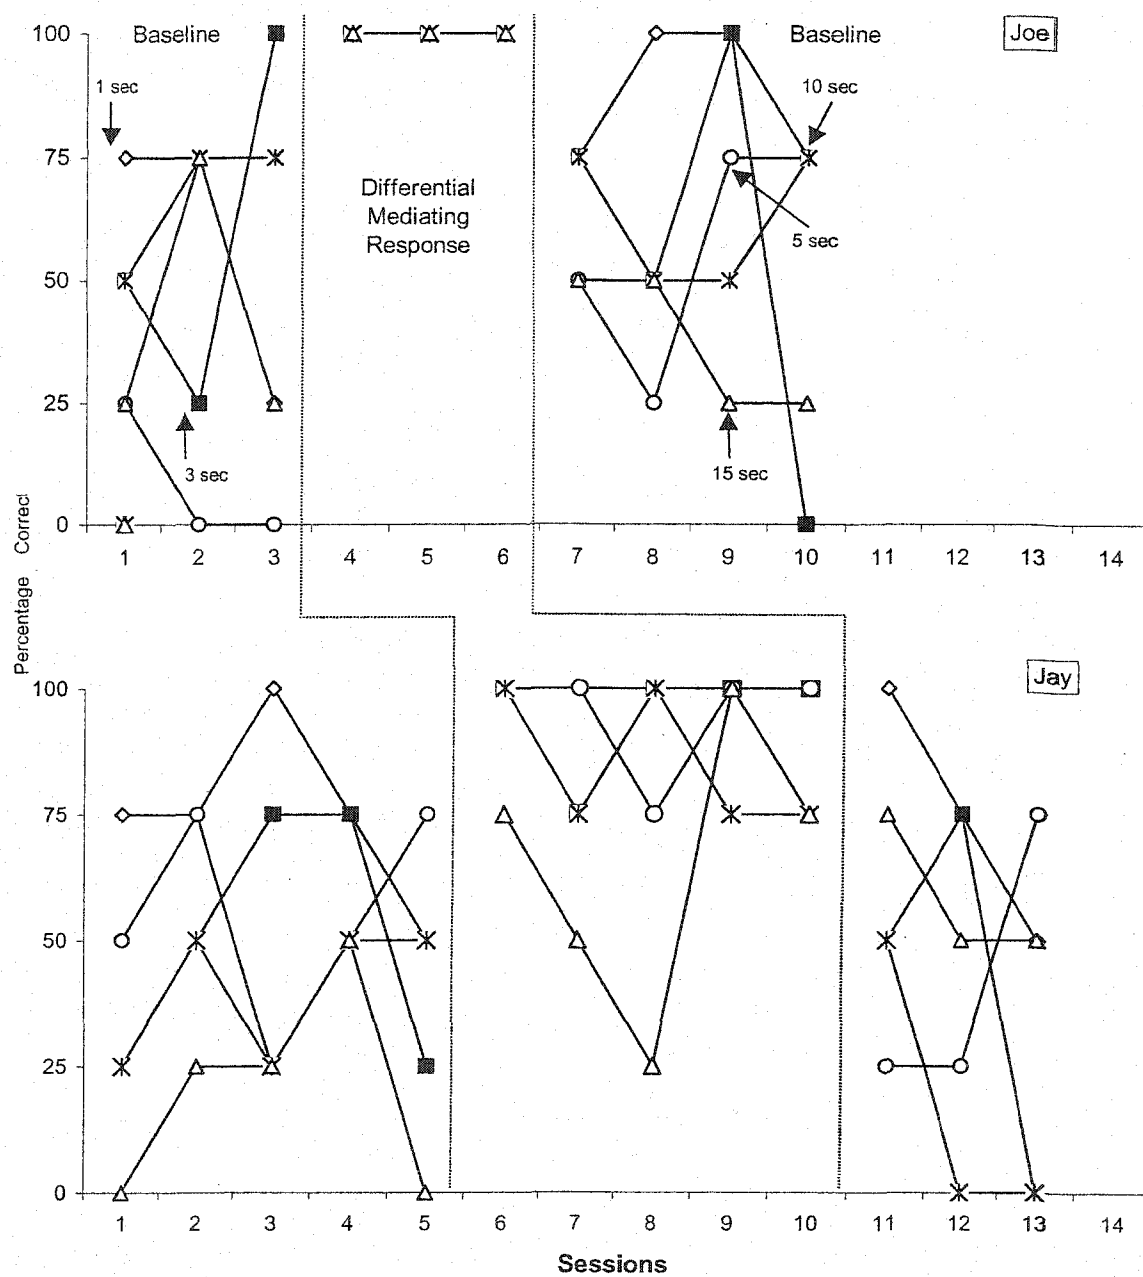 100
Baseline
Baseline
Joe
1 sec
10 sec
75
Differential
Mediating
Response
5 sec
50
25
3 sec
15 sec
0
1 2 3 4 5 6 7 8 9 10 11 12 13 14
Percentage Correct
100
Jay
75
50
25
0
1 2 3 4 5 6 7 8 9 10 11 12 13 14
Sessions